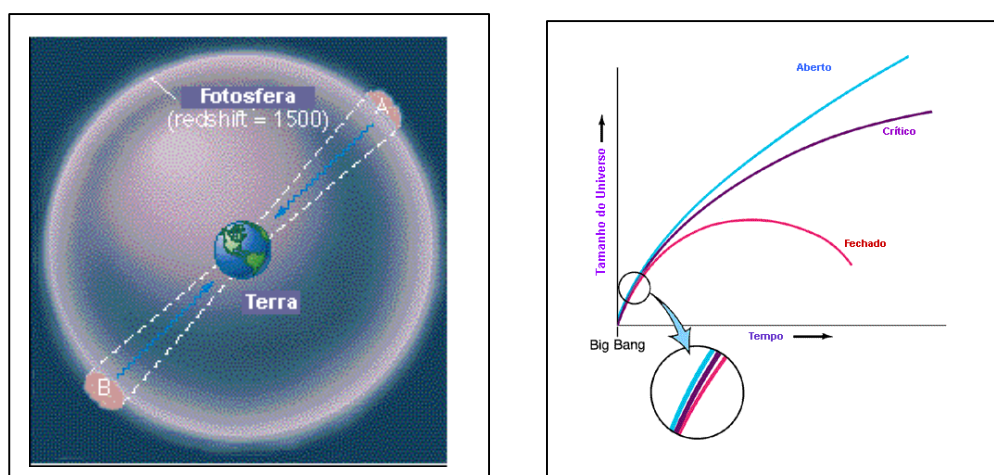 Fotosfera
(redshift = 1500)
A
Terra
B
Aberto
Crítico
Tamanho do Universo
Fechado
Big Bang
Tempo